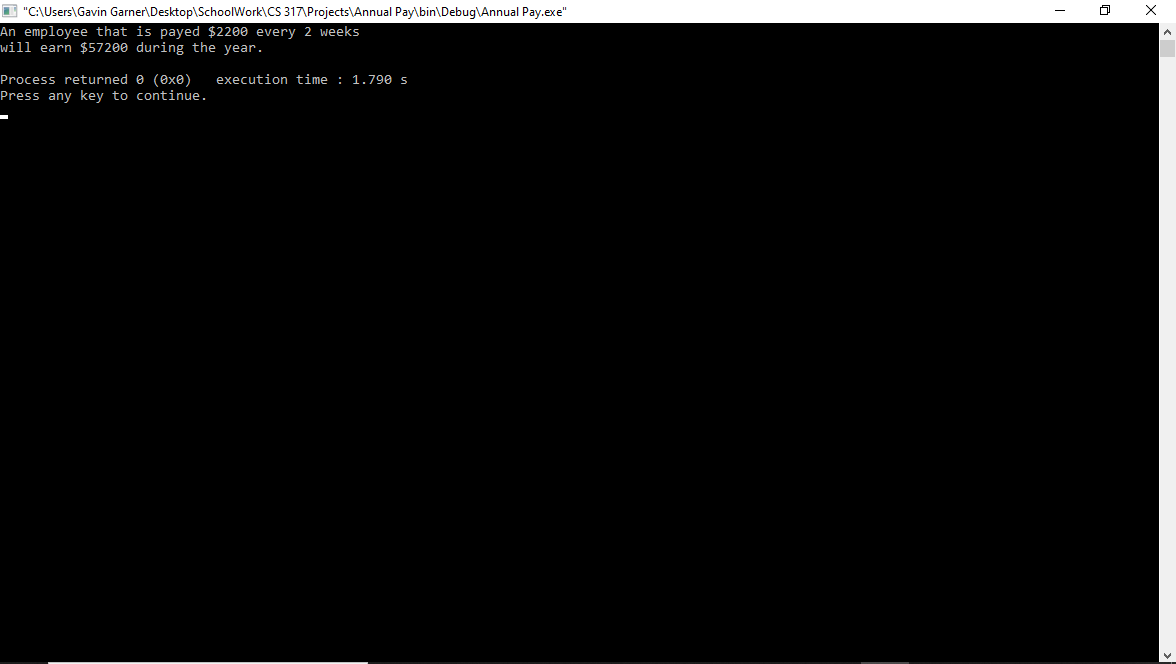 "C:\Users\Gavin Garner\Desktop\SchoolWork\CS 317\Projects\Annual Pay\bin\Debug\Annual Pay.exe"
An employee that is payed $2200 every 2 weeks
will earn $57200 during the year.
Process returned 0 (0x0)   execution time : 1.790 s
Press any key to continue.